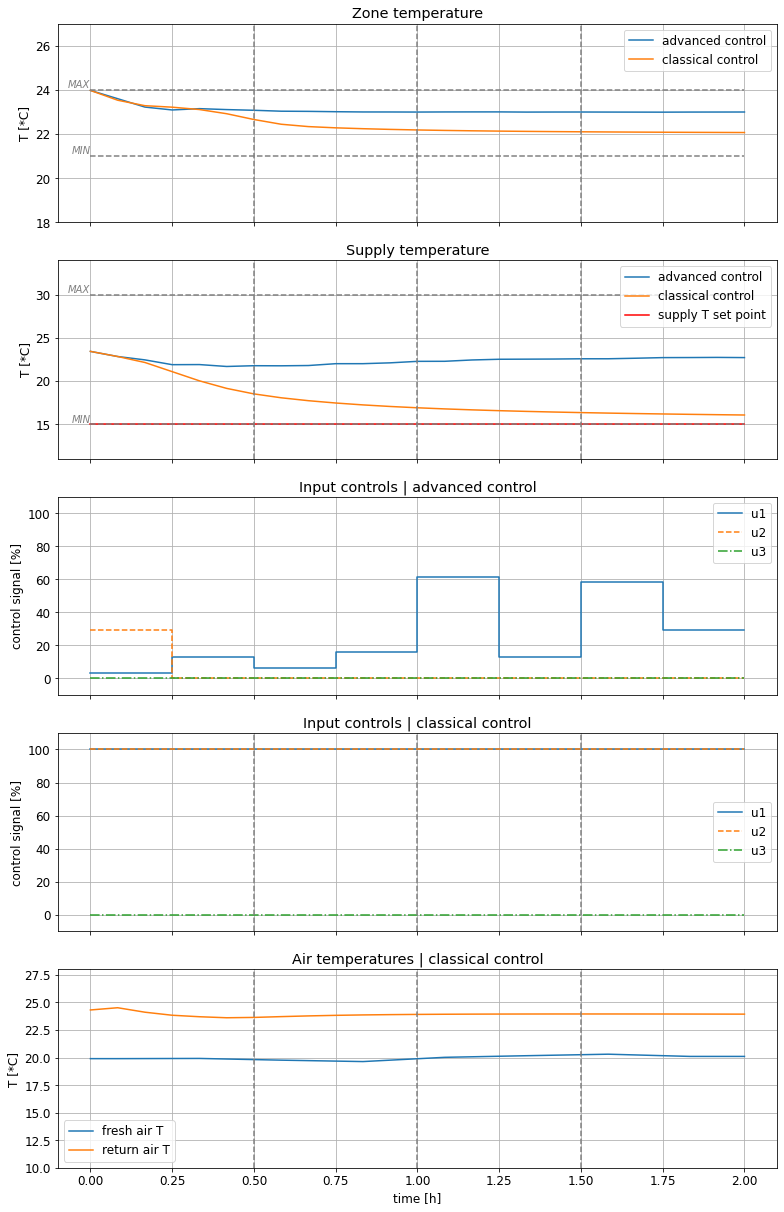 Zone temperature
26
24
22
20
18
T [*C]
MAX
MIN
advanced control
classical control
Supply temperature
30
25
20
15
T [*C]
MAX
MIN
advanced control
classical control
supply T set point
Input controls | advanced control
100
80
60
40
20
0
control signal [%]
u1
u2
u3
Input controls | classical control
100
80
60
40
20
0
control signal [%]
u1
u2
u3
Air temperatures | classical control
27.5
25.0
22.5
20.0
17.5
15.0
12.5
10.0
T [*C]
fresh air T
return air T
0.00 0.25 0.50 0.75 1.00 1.25 1.50 1.75 2.00
time [h]